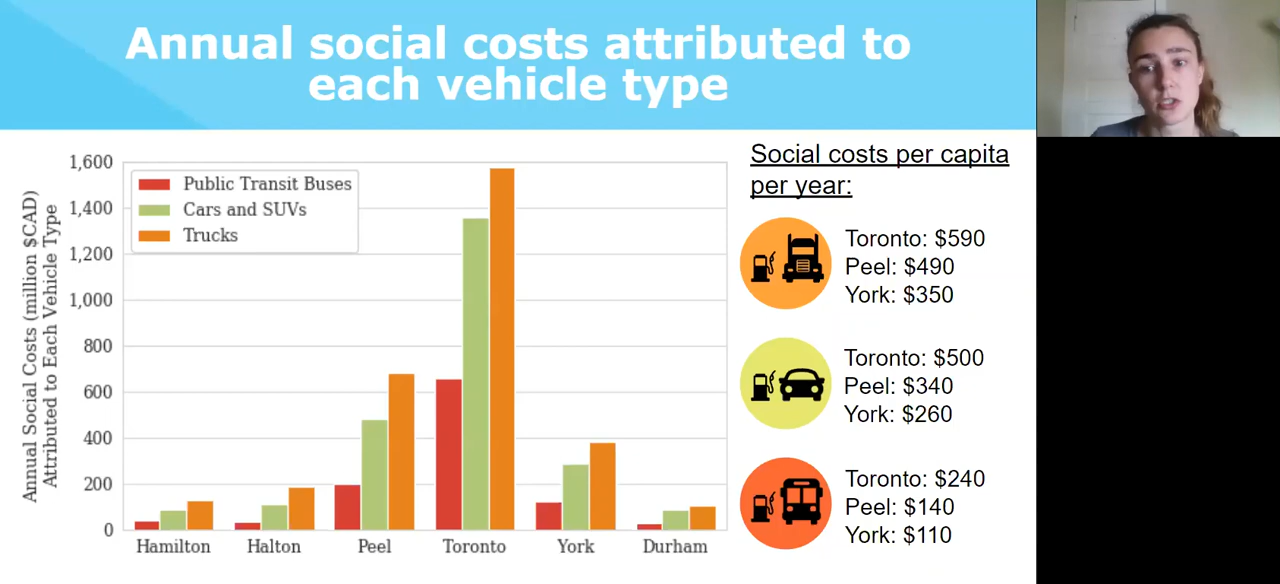 Annual social costs attributed to
each vehicle type
Annual Social Costs (million $CAD)
Attributed to Each Vehicle Type
1,600
1,400
1,200
1,000
800
600
400
200
0
Public Transit Buses
Cars and SUVs
Trucks
Hamilton
Halton
Peel
Toronto
York
Durham
Social costs per capita
per year:
Toronto: $590
Peel: $490
York: $350
Toronto: $500
Peel: $340
York: $260
Toronto: $240
Peel: $140
York: $110